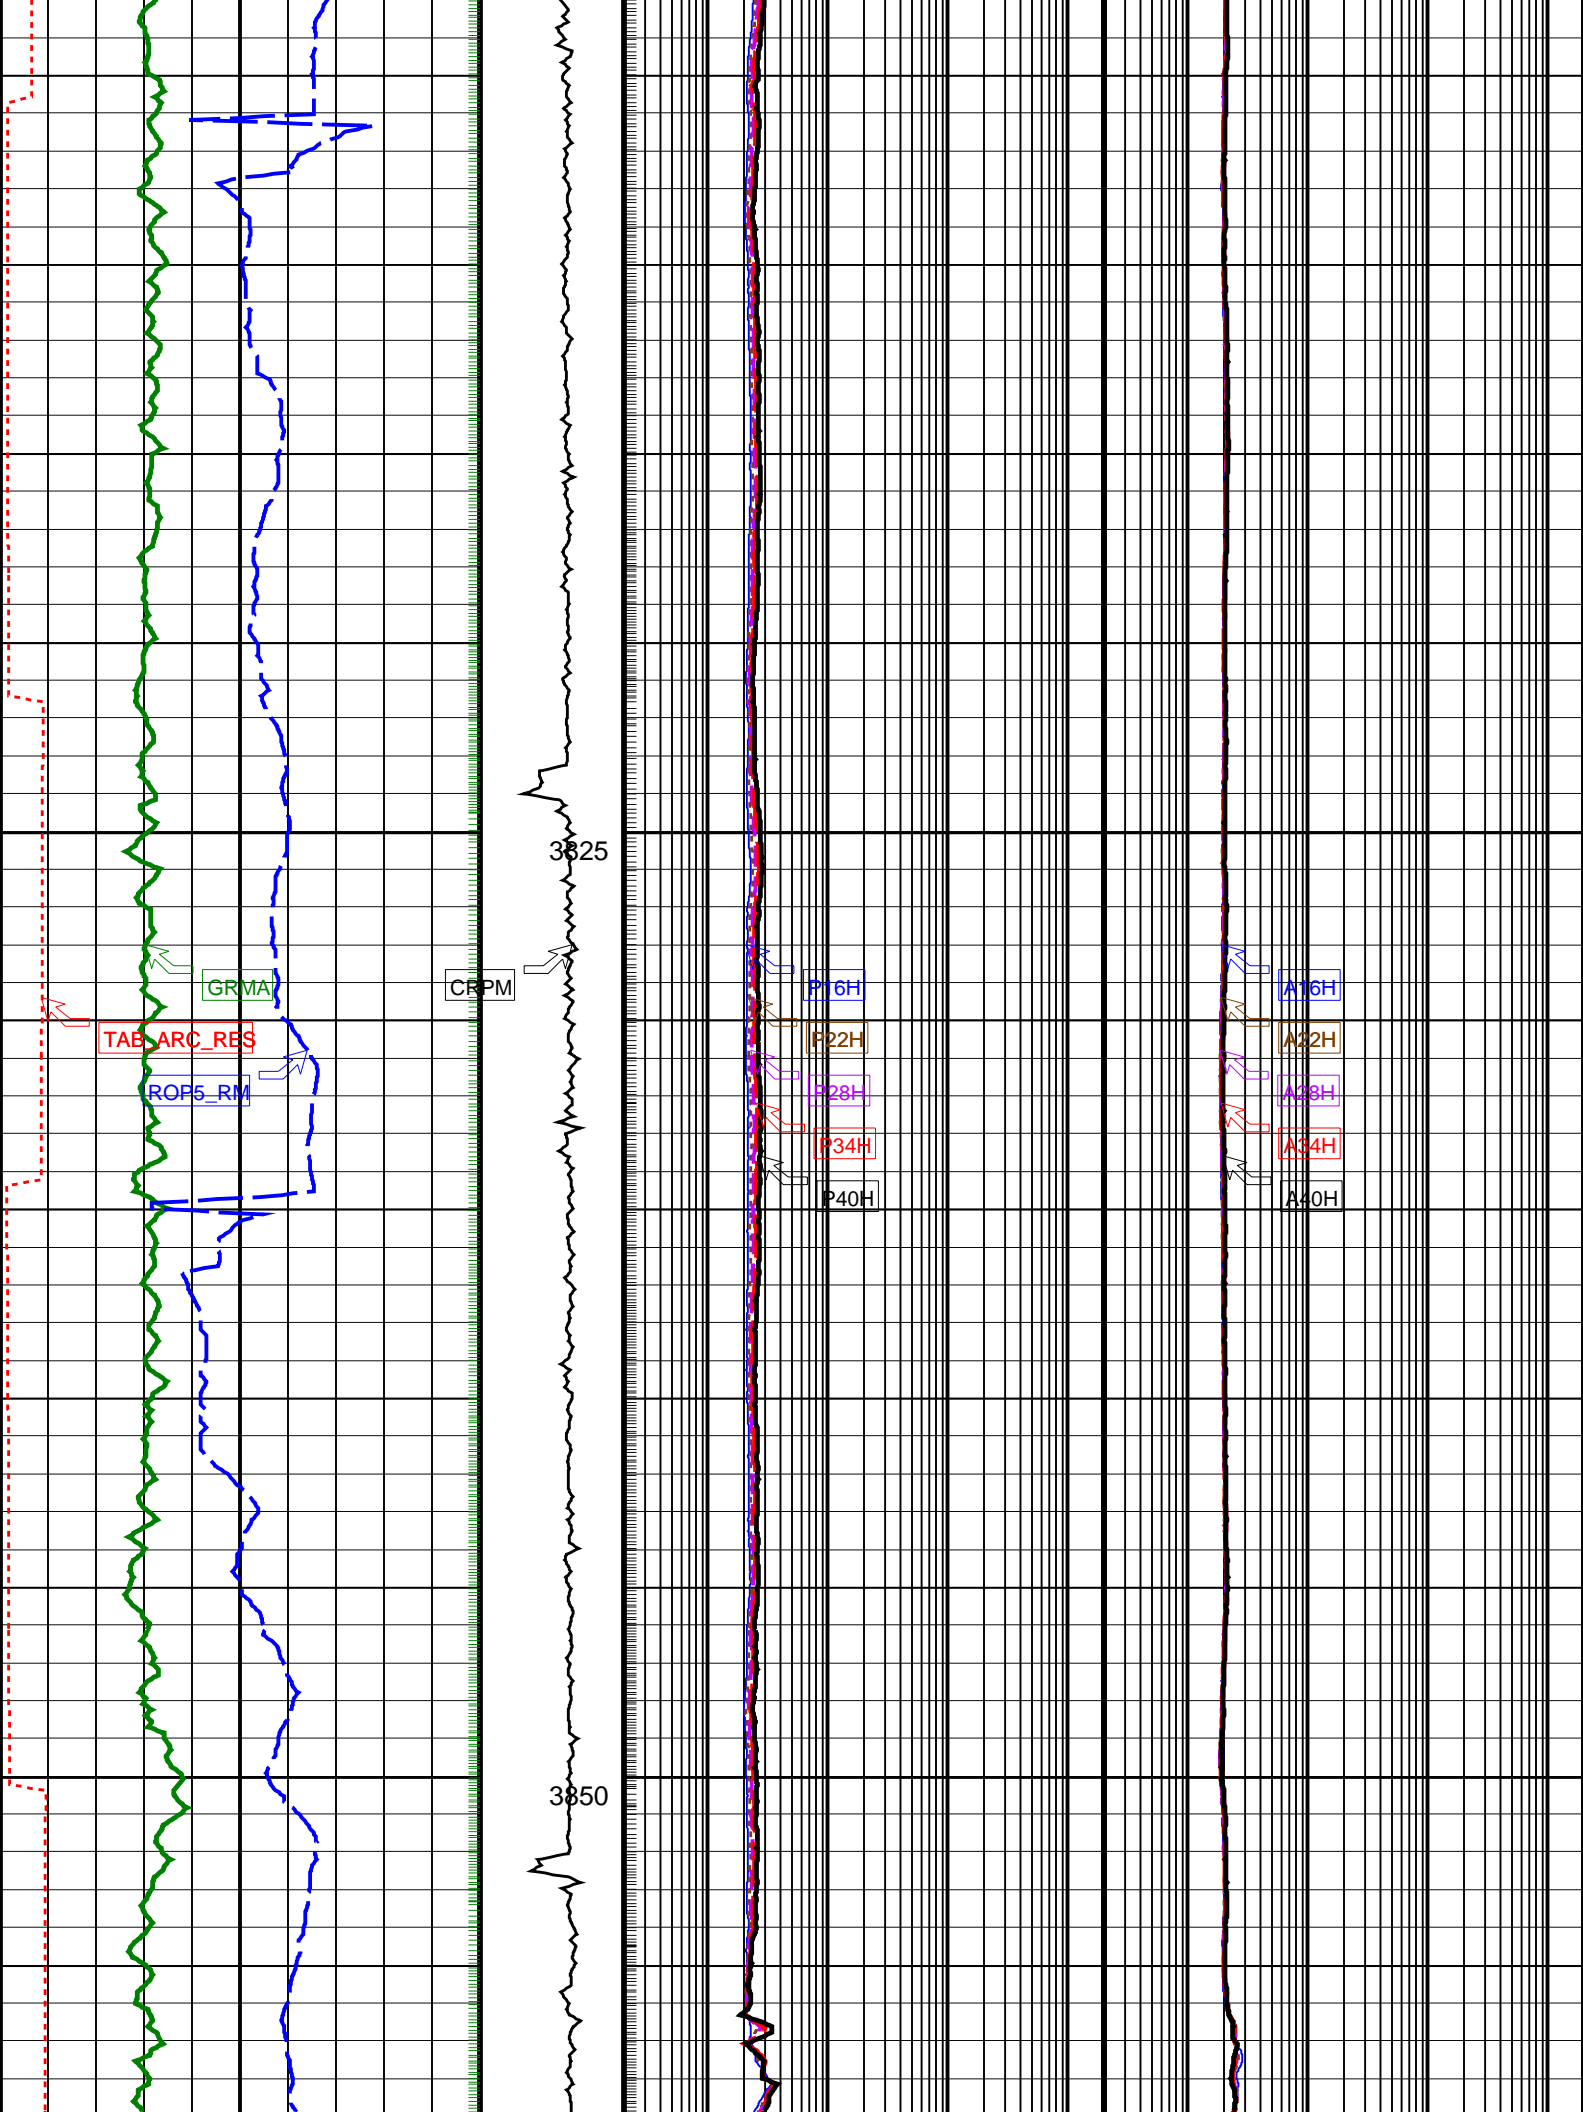 3825
GRMA
CRPM
P16H
A16H
TAB_ARC_RES
P22H
A22H
ROP5_RM
P28H
A28H
P34H
A34H
P40H
A40H
3850